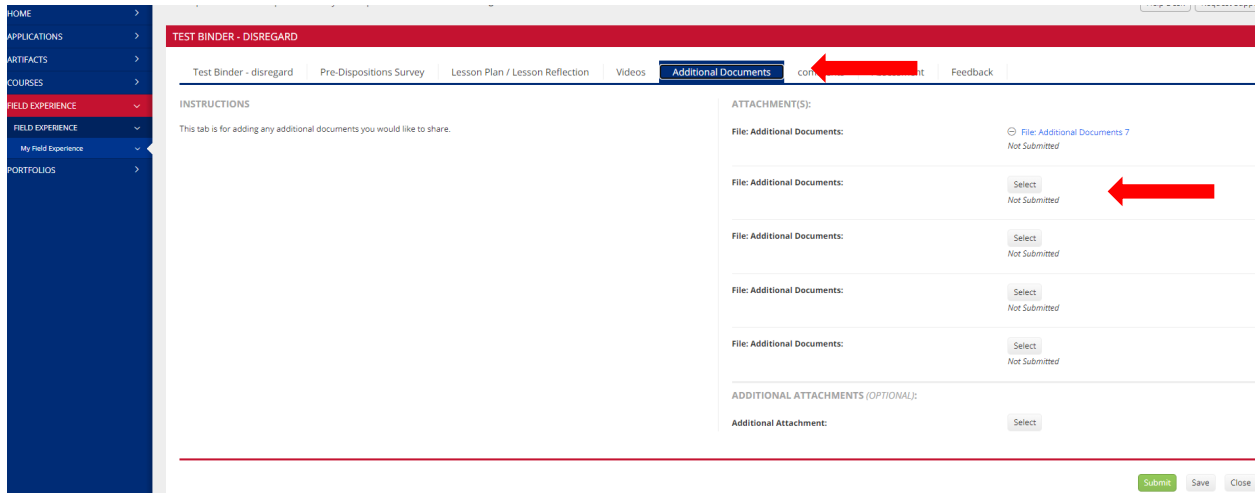 HOME
APPLICATIONS
ARTIFACTS
COURSES
FIELD EXPERIENCE
FIELD EXPERIENCE
My Field Experience
PORTFOLIOS
TEST BINDER - DISREGARD
Test Binder - disregard Pre-Dispositions Survey Lesson Plan / Lesson Reflection Videos Additional Documents Feedback
INSTRUCTIONS
This tab is for adding any additional documents you would like to share.
ATTACHMENT(S):
File: Additional Documents: File: Additional Documents 7
Not Submitted
File: Additional Documents: Select
Not Submitted
File: Additional Documents: Select
Not Submitted
File: Additional Documents: Select
Not Submitted
File: Additional Documents: Select
Not Submitted
ADDITIONAL ATTACHMENTS (OPTIONAL):
Additional Attachment: Select
Submit Save Close